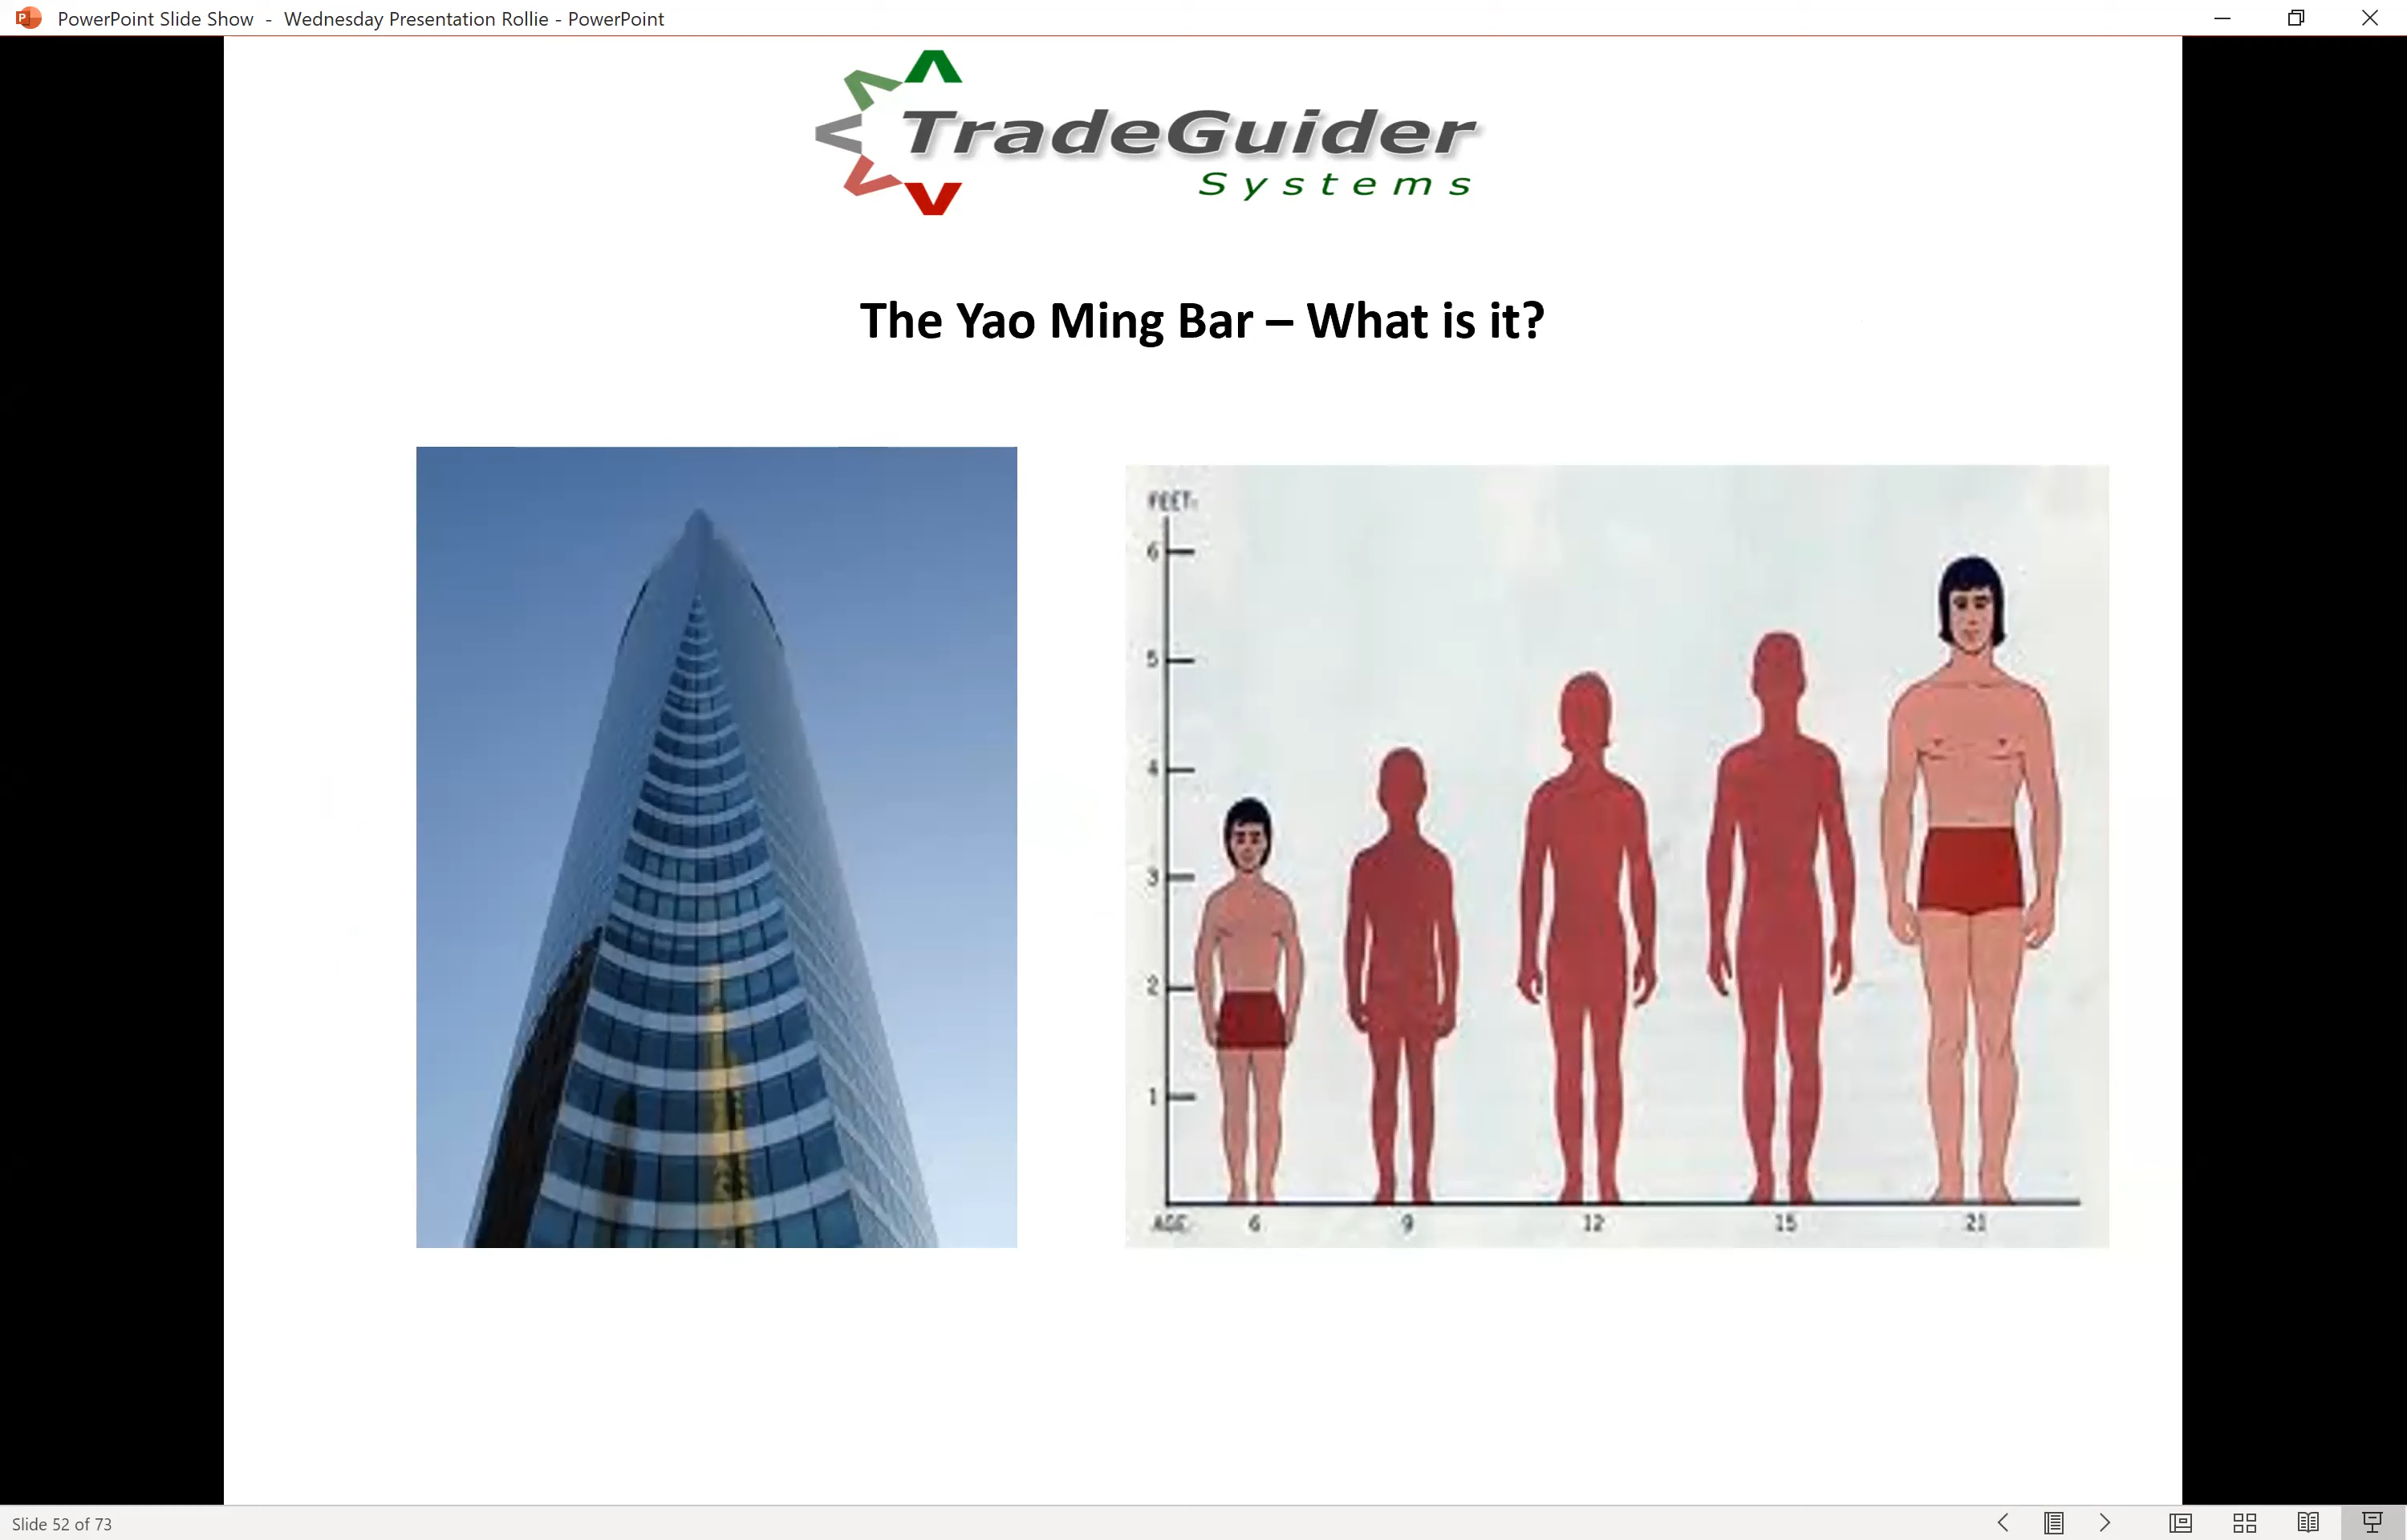 PowerPoint Slide Show - Wednesday Presentation Rollie - PowerPoint
TradeGuider
Systems
The Yao Ming Bar – What is it?
FEET:
6
5
4
3
2
1
AGE: 6 9 12 15 21
Slide 52 of 73